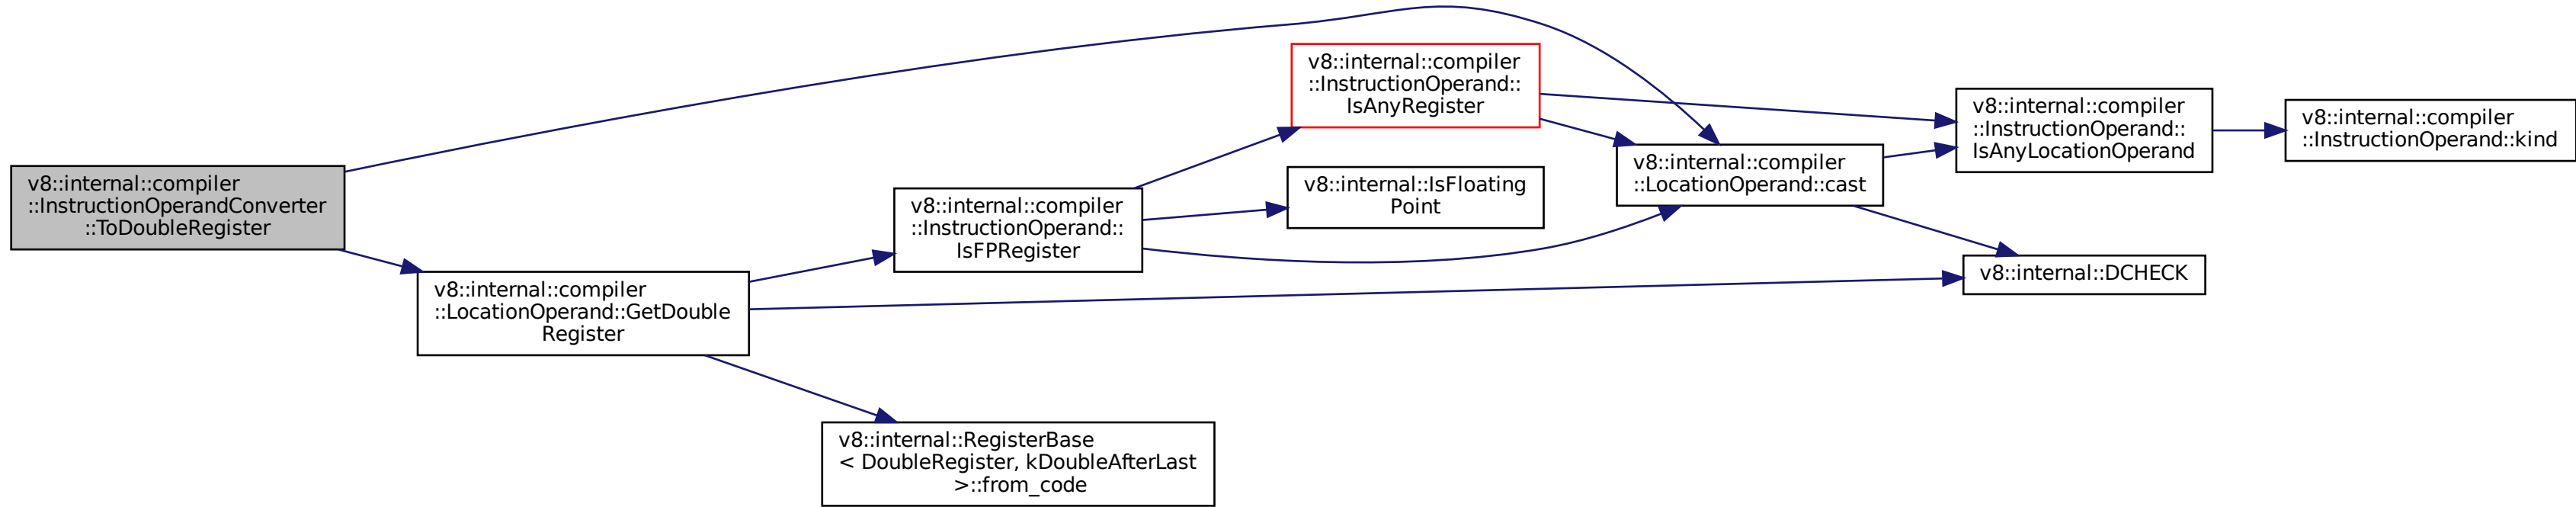 v8::internal::compiler
::InstructionOperandConverter
::ToDoubleRegister
v8::internal::compiler
::LocationOperand::GetDouble
Register
v8::internal::compiler
::InstructionOperand::
IsFPRegister
v8::internal::RegisterBase
< DoubleRegister, kDoubleAfterLast
>::from_code
v8::internal::compiler
::InstructionOperand::
IsAnyRegister
v8::internal::IsFloating
Point
v8::internal::compiler
::LocationOperand::cast
v8::internal::compiler
::InstructionOperand::
IsAnyLocationOperand
v8::internal::DCHECK
v8::internal::compiler
::InstructionOperand::kind